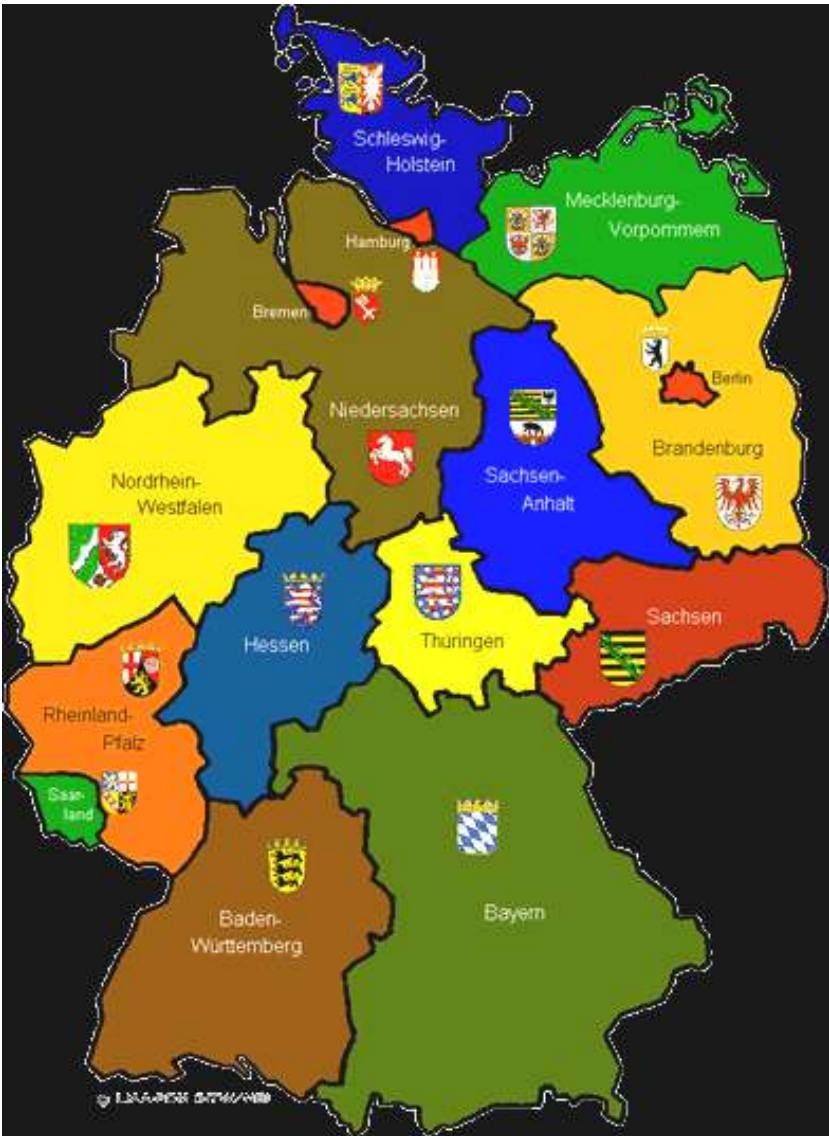 Schleswig-
Holstein
Mecklenburg-
Vorpommern
Hamburg
Bremen
Berlin
Niedersachsen
Brandenburg
Sachsen-
Anhalt
Nordrhein-
Westfalen
Sachsen
Hessen
Thüringen
Rheinland-
Pfalz
Saar-
land
Bayern
Baden-
Württemberg
©